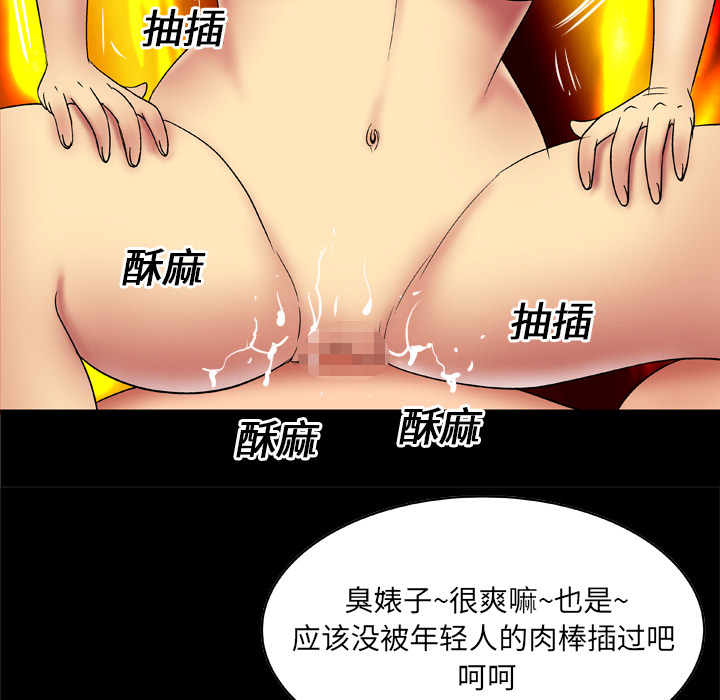 抽插
酥麻
抽插
酥麻
酥麻
臭婊子~很爽嘛~也是~
应该没被年轻人的肉棒插过吧
呵呵